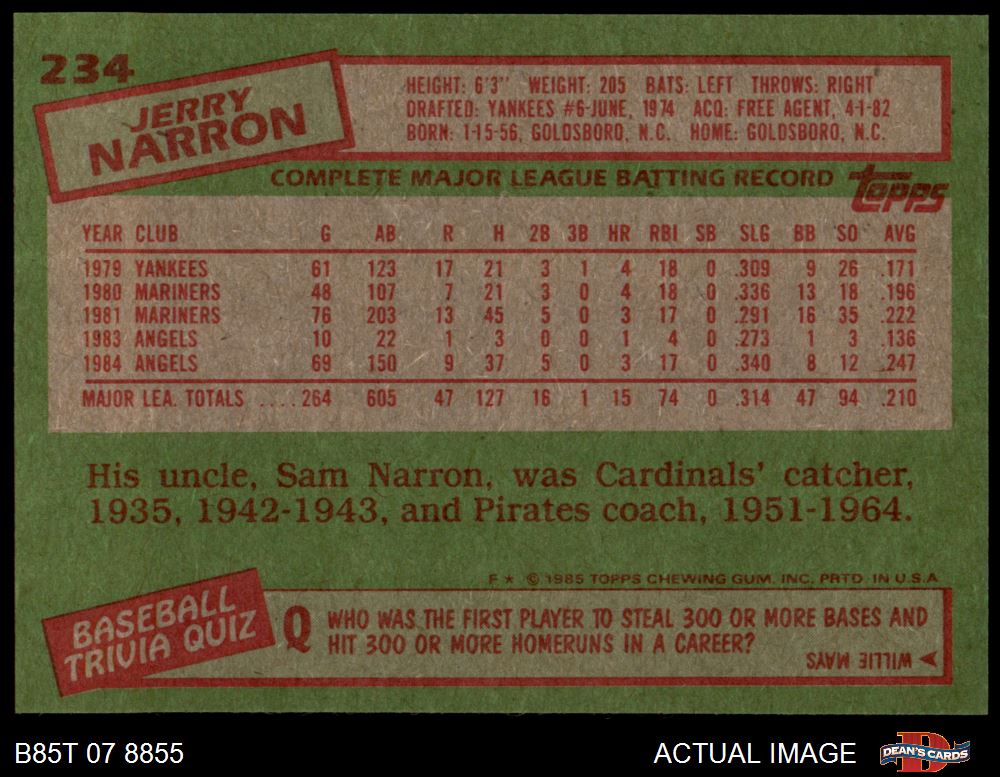 234
JERRY
NARRON
HEIGHT: 6'3" WEIGHT: 205 BATS: LEFT THROWS: RIGHT
DRAFTED: YANKEES #6-JUNE, 1974 ACQ: FREE AGENT, 4-1-82
BORN: 1-15-56, GOLDSBORO, N.C. HOME: GOLDSBORO, N.C.
COMPLETE MAJOR LEAGUE BATTING RECORD
topps
YEAR CLUB G AB R H 2B 3B HR RBI SB SLG BB SO AVG
1979 YANKEES 61 123 17 21 3 1 4 18 0 .309 9 26 .171
1980 MARINERS 48 107 7 21 3 0 4 18 0 .336 13 18 .196
1981 MARINERS 76 203 13 45 5 0 3 17 0 .291 16 35 .222
1983 ANGELS 10 22 1 3 0 0 1 4 0 .273 1 3 .136
1984 ANGELS 69 150 9 37 5 0 3 17 0 .340 8 12 .247
MAJOR LEA. TOTALS ....264 605 47 127 16 1 15 74 0 .314 47 94 .210
His uncle, Sam Narron, was Cardinals' catcher,
1935, 1942-1943, and Pirates coach, 1951-1964.
F ★ © 1985 TOPPS CHEWING GUM, INC. PRTD. IN U.S.A.
BASEBALL
TRIVIA QUIZ
Q WHO WAS THE FIRST PLAYER TO STEAL 300 OR MORE BASES AND
HIT 300 OR MORE HOMERUNS IN A CAREER?
WILLIE MAYS
B85T 07 8855
ACTUAL IMAGE
D
DEAN'S CARDS